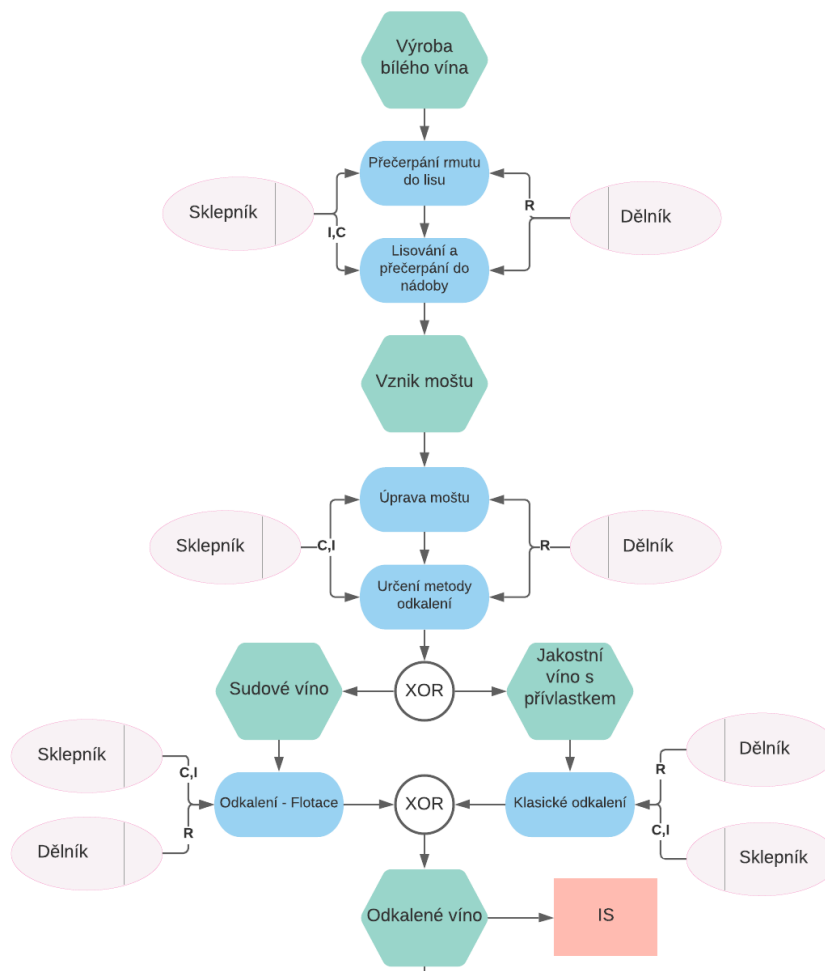 Výroba
bílého vína
Přečerpání rmutu
do lisu
Sklepník
I,C
R
Dělník
Lisování a
přečerpání do
nádoby
Vznik moštu
Úprava moštu
Sklepník
C,I
R
Dělník
Určení metody
odkalení
Sudové víno
XOR
Jakostní
víno s
přívlastkem
Sklepník
C,I
R
Dělník
Odkalení - Flotace
XOR
Klasické odkalení
R
Dělník
C,I
Sklepník
Odkalené víno
IS